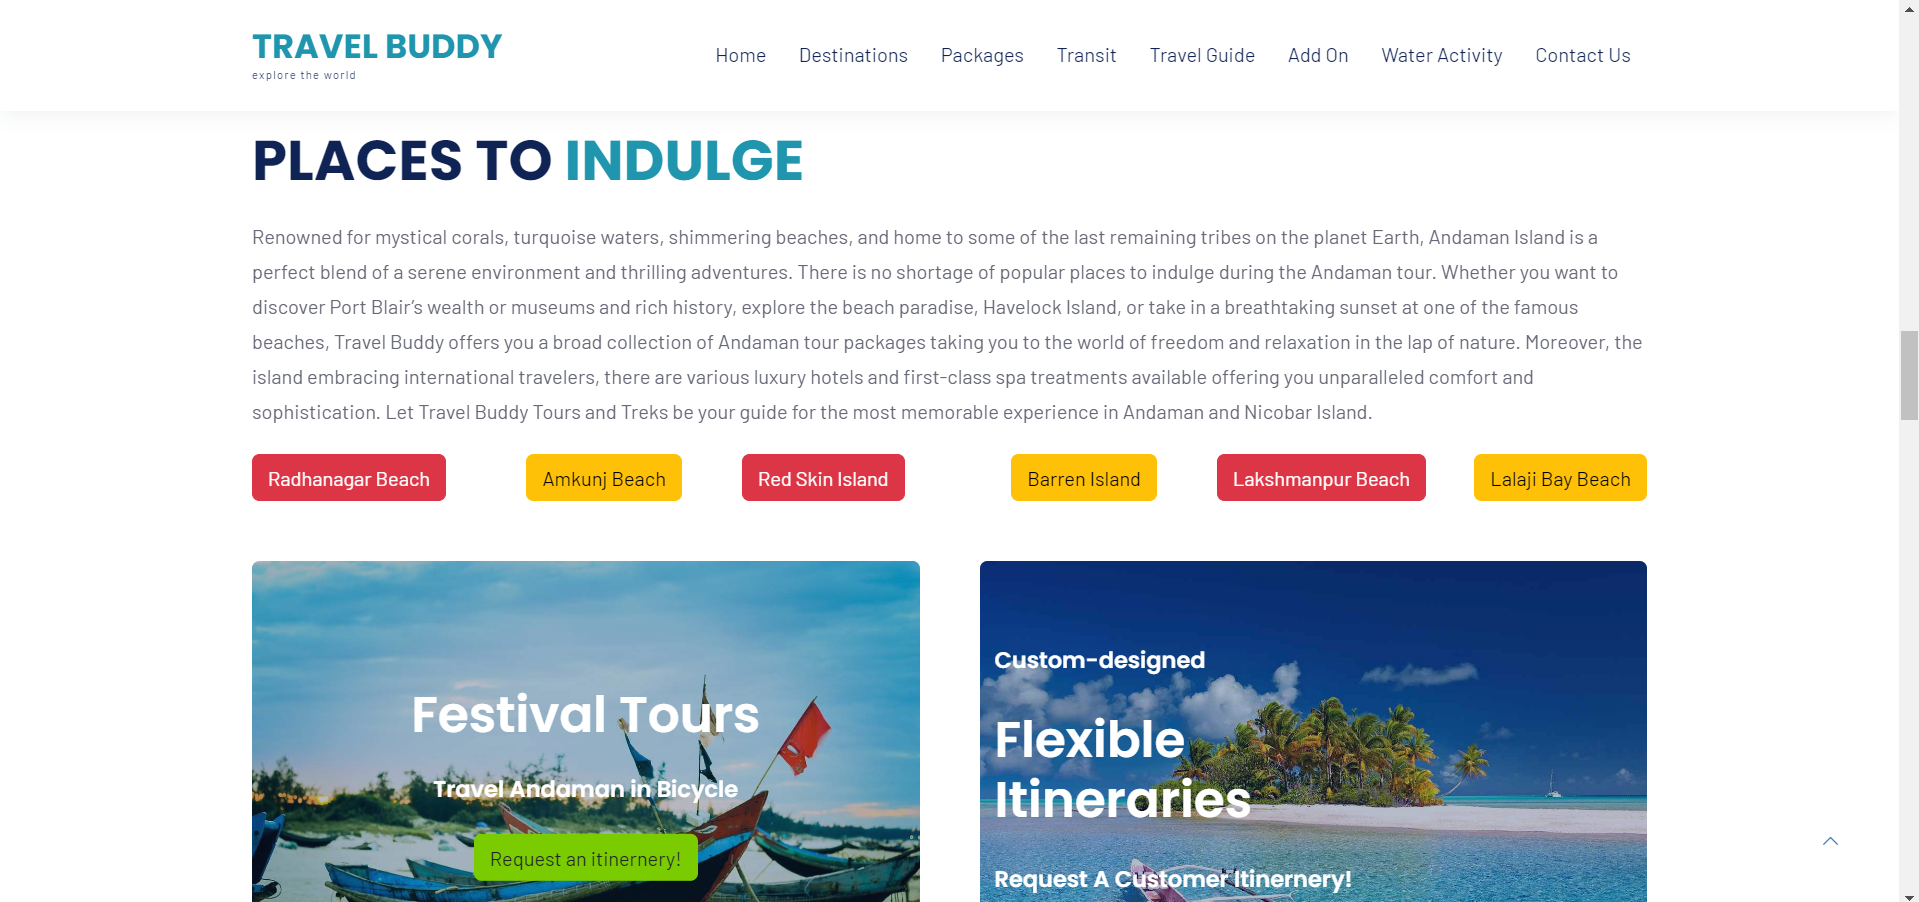 TRAVEL BUDDY
explore the world
Home Destinations Packages Transit Travel Guide Add On Water Activity Contact Us
PLACES TO INDULGE
Renowned for mystical corals, turquoise waters, shimmering beaches, and home to some of the last remaining tribes on the planet Earth, Andaman Island is a
perfect blend of a serene environment and thrilling adventures. There is no shortage of popular places to indulge during the Andaman tour. Whether you want to
discover Port Blair’s wealth or museums and rich history, explore the beach paradise, Havelock Island, or take in a breathtaking sunset at one of the famous
beaches, Travel Buddy offers you a broad collection of Andaman tour packages taking you to the world of freedom and relaxation in the lap of nature. Moreover, the
island embracing international travelers, there are various luxury hotels and first-class spa treatments available offering you unparalleled comfort and
sophistication. Let Travel Buddy Tours and Treks be your guide for the most memorable experience in Andaman and Nicobar Island.
Radhanagar Beach Amkunj Beach Red Skin Island Barren Island Lakshmanpur Beach Lalaji Bay Beach
Festival Tours
Travel Andaman in Bicycle
Request an itinernery!
Custom-designed
Flexible
Itineraries
Request A Customer Itinernery!